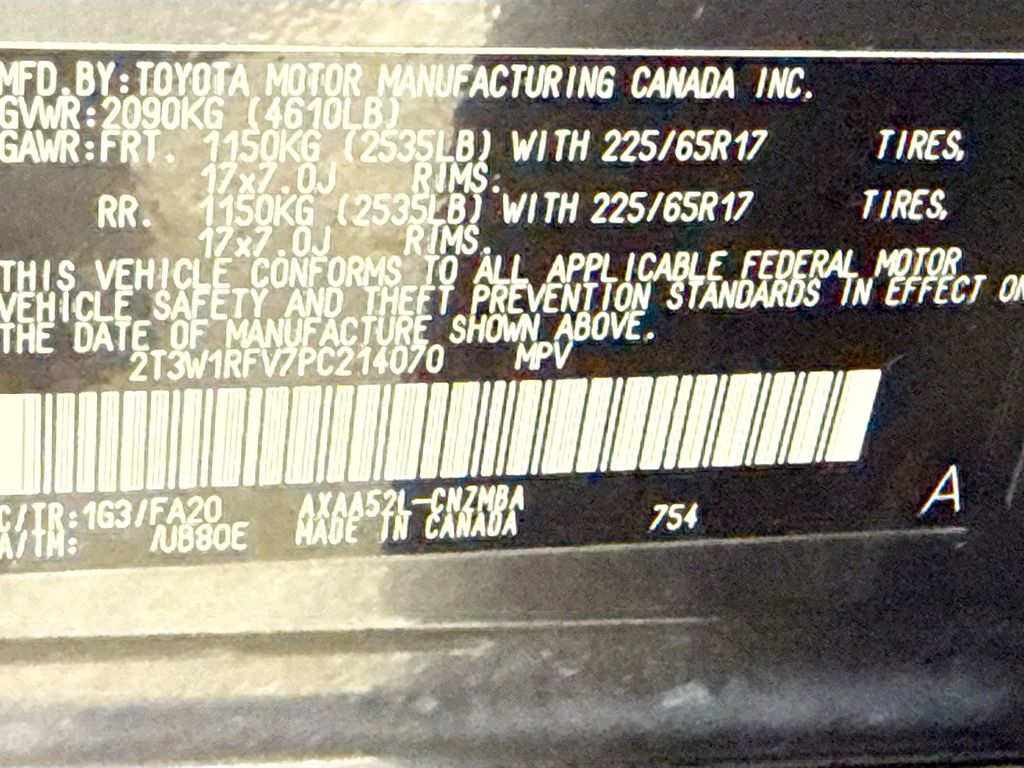 MFD.BY:TOYOTA MOTOR MANUFACTURING CANADA INC.
GVWR:2090KG (4610LB)
GAWR:FRT. 1150KG (2535LB) WITH 225/65R17 TIRES,
17x7.0J RIMS.
RR. 1150KG (2535LB) WITH 225/65R17 TIRES,
17x7.0J RIMS.
THIS VEHICLE CONFORMS TO ALL APPLICABLE FEDERAL MOTOR
VEHICLE SAFETY AND THEFT PREVENTION STANDARDS IN EFFECT ON
THE DATE OF MANUFACTURE SHOWN ABOVE.
2T3W1RFV7PC214070 MPV
C/TR:1G3/FA20 AXAA52L-CNZMBA 754 A
A/TM: /UB80E MADE IN CANADA